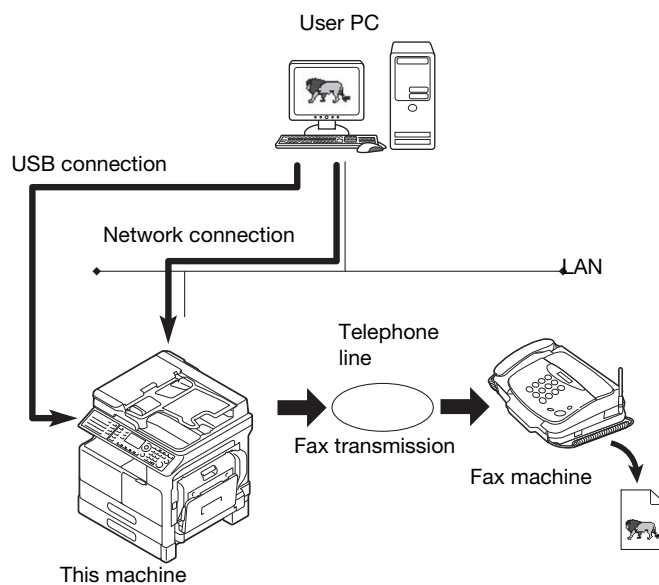 User PC
USB connection
Network connection
LAN
Telephone
line
Fax transmission
Fax machine
This machine